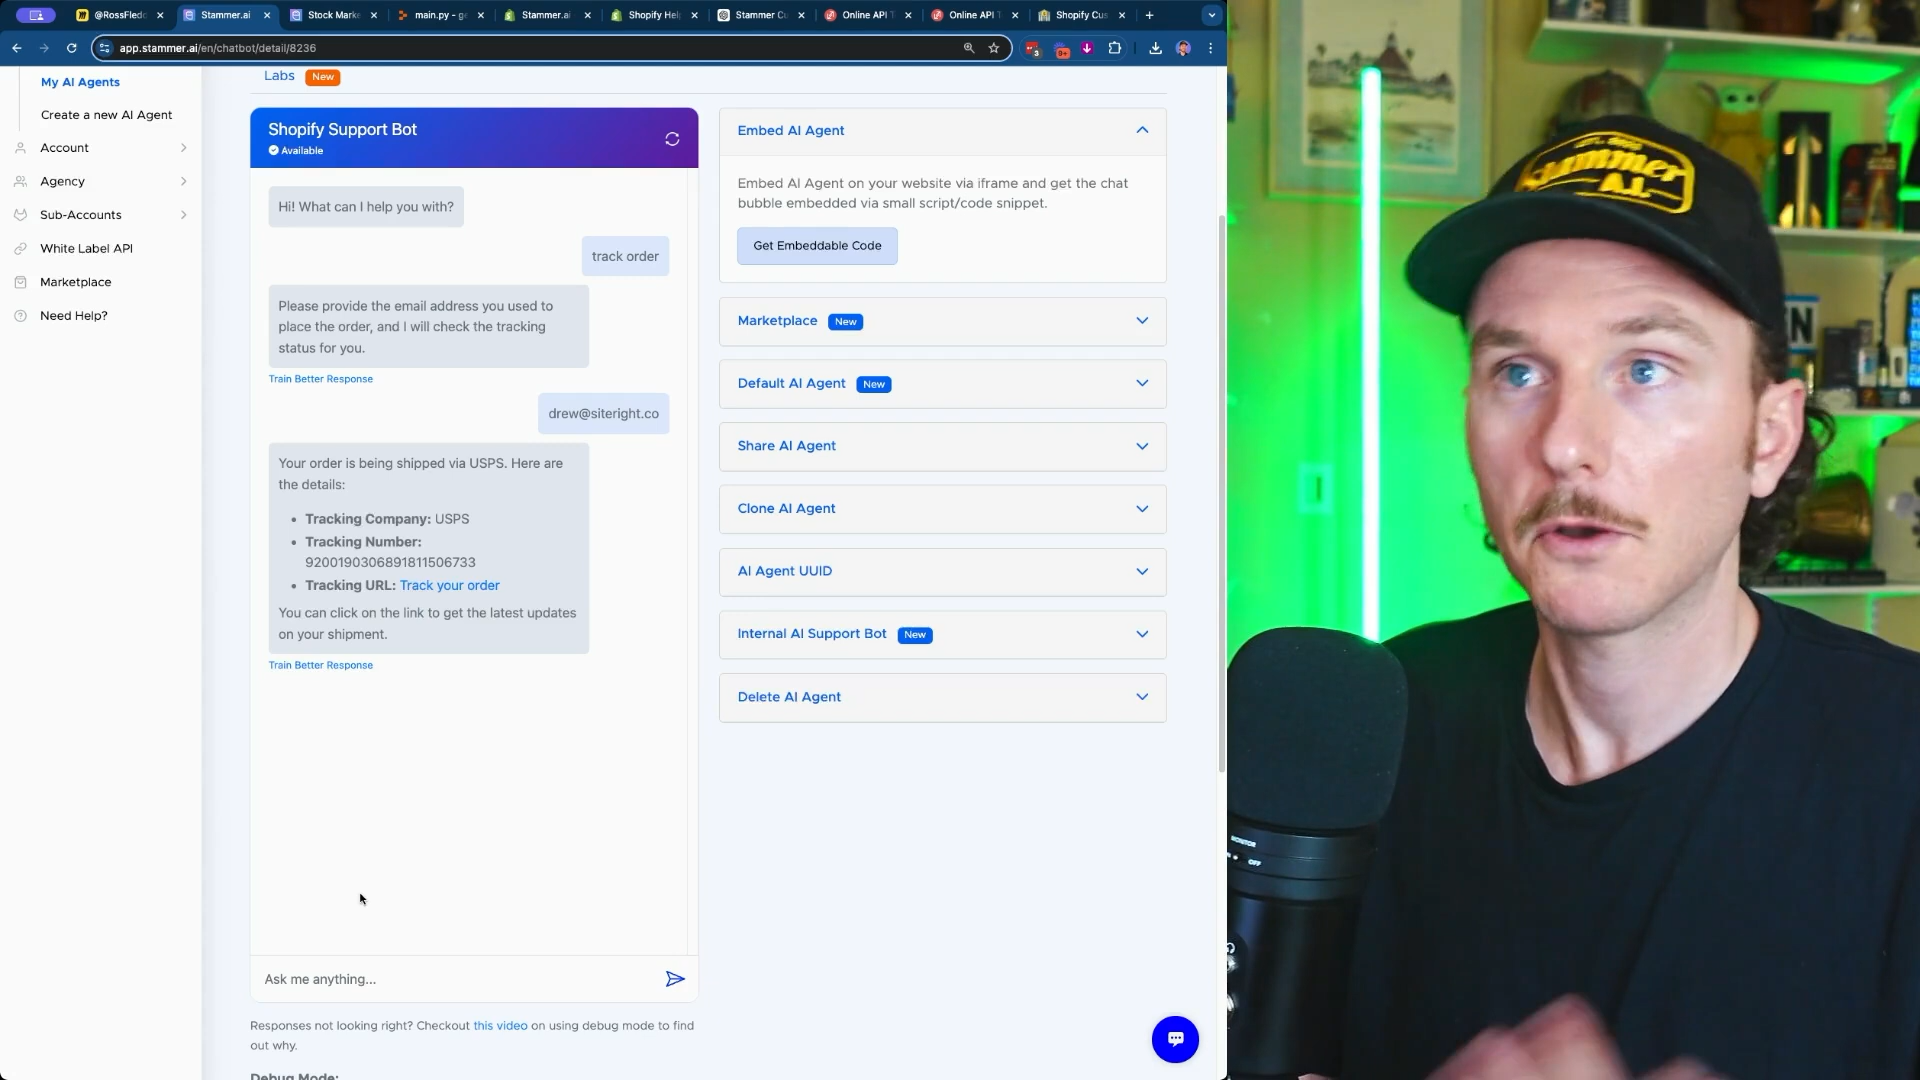 @RossFledd
Stammer.ai
Stock Marke
main.py - ge
Stammer.ai
Shopify Hel
Stammer Cu
Online API T
Online API T
Shopify Cus
app.stammer.ai/en/chatbot/detail/8236
My AI Agents
Create a new AI Agent
Account
Agency
Sub-Accounts
White Label API
Marketplace
Need Help?
Labs New
Shopify Support Bot
Available
Hi! What can I help you with?
track order
Please provide the email address you used to
place the order, and I will check the tracking
status for you.
Train Better Response
drew@siteright.co
Your order is being shipped via USPS. Here are
the details:
• Tracking Company: USPS
• Tracking Number:
9200190306891811506733
• Tracking URL: Track your order
You can click on the link to get the latest updates
on your shipment.
Train Better Response
Ask me anything...
Responses not looking right? Checkout this video on using debug mode to find
out why.
Debug Mode:
Embed AI Agent
Embed AI Agent on your website via iframe and get the chat
bubble embedded via small script/code snippet.
Get Embeddable Code
Marketplace New
Default AI Agent New
Share AI Agent
Clone AI Agent
AI Agent UUID
Internal AI Support Bot New
Delete AI Agent
Stammer
A.I.
MONITOR
OFF